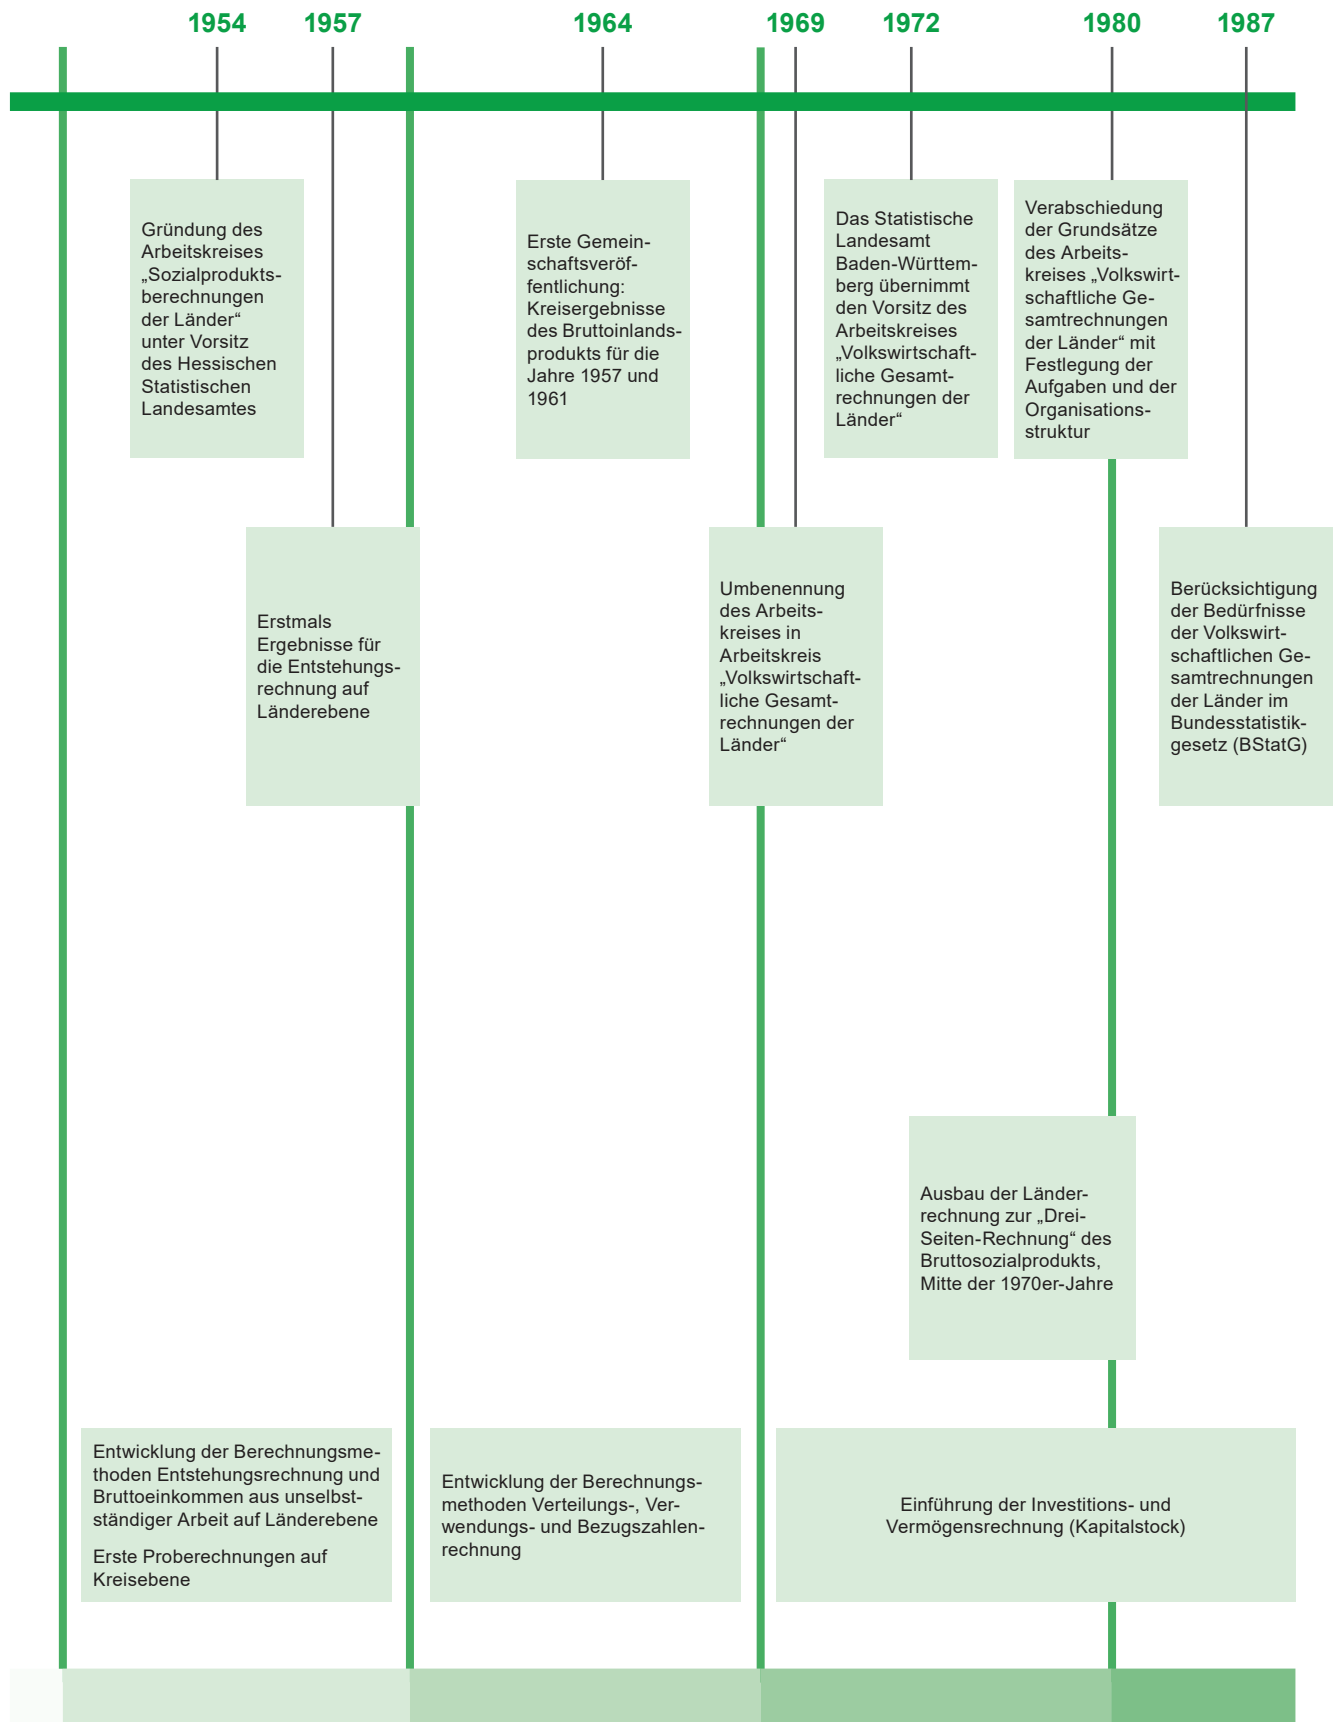 1954 1957 1964 1969 1972 1980 1987
Gründung des
Arbeitskreises
„Sozialprodukts-
berechnungen
der Länder“
unter Vorsitz
des Hessischen
Statistischen
Landesamtes
Erste Gemein-
schaftsveröf-
fentlichung:
Kreisergebnisse
des Bruttoinlands-
produkts für die
Jahre 1957 und
1961
Das Statistische
Landesamt
Baden-Württem-
berg übernimmt
den Vorsitz des
Arbeitskreises
„Volkswirtschaft-
liche Gesamt-
rechnungen der
Länder“
Verabschiedung
der Grundsätze
des Arbeits-
kreises „Volkswirt-
schaftliche Ge-
samtrechnungen
der Länder“ mit
Festlegung der
Aufgaben und der
Organisations-
struktur
Erstmals
Ergebnisse für
die Entstehungs-
rechnung auf
Länderebene
Umbenennung
des Arbeits-
kreises in
Arbeitskreis
„Volkswirtschaft-
liche Gesamt-
rechnungen der
Länder“
Berücksichtigung
der Bedürfnisse
der Volkswirt-
schaftlichen Ge-
samtrechnungen
der Länder im
Bundesstatistik-
gesetz (BStatG)
Ausbau der Länder-
rechnung zur „Drei-
Seiten-Rechnung“ des
Bruttosozialprodukts,
Mitte der 1970er-Jahre
Entwicklung der Berechnungsme-
thoden Entstehungsrechnung und
Bruttoeinkommen aus unselbst-
ständiger Arbeit auf Länderebene
Erste Proberechnungen auf
Kreisebene
Entwicklung der Berechnungs-
methoden Verteilungs-, Ver-
wendungs- und Bezugszahlen-
rechnung
Einführung der Investitions- und
Vermögensrechnung (Kapitalstock)